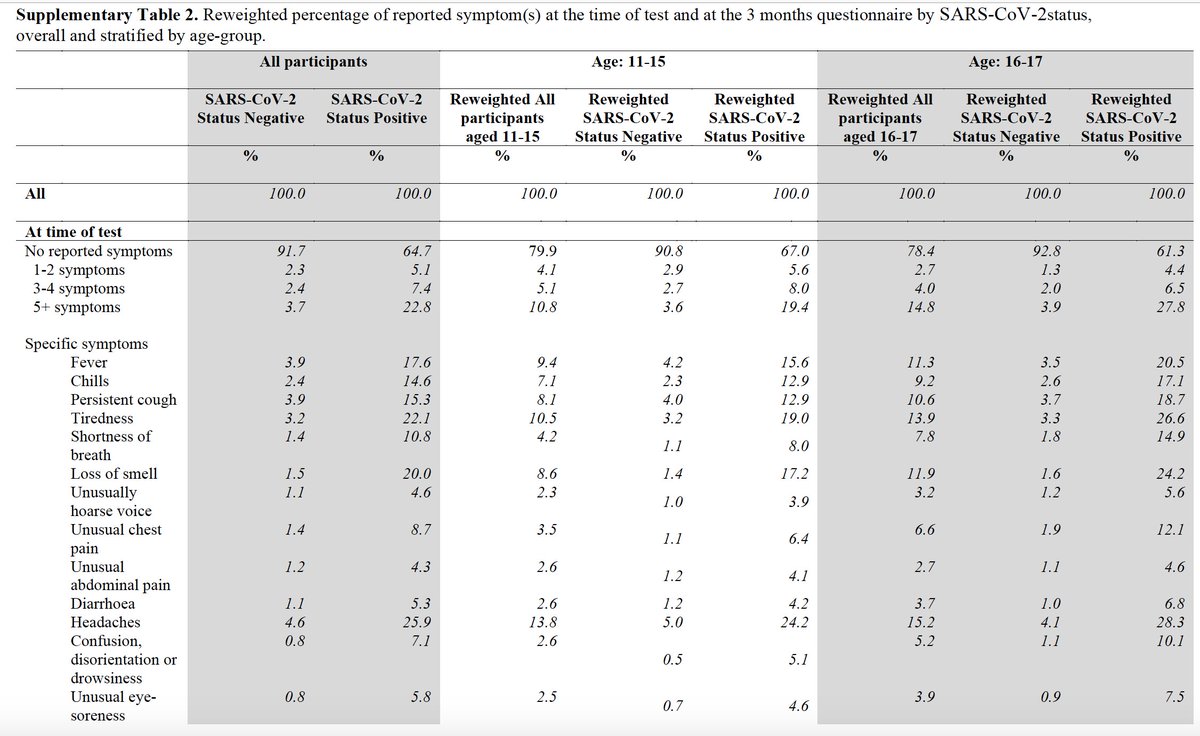 Supplementary Table 2. Reweighted percentage of reported symptom(s) at the time of test and at the 3 months questionnaire by SARS-CoV-2status,
overall and stratified by age-group.
All participants Age: 11-15 Age: 16-17
SARS-CoV-2 SARS-CoV-2 Reweighted All Reweighted Reweighted Reweighted All Reweighted Reweighted
Status Negative Status Positive participants SARS-CoV-2 SARS-CoV-2 participants SARS-CoV-2 SARS-CoV-2
aged 11-15 Status Negative Status Positive aged 16-17 Status Negative Status Positive
% % % % % % % %
All 100.0 100.0 100.0 100.0 100.0 100.0 100.0 100.0
At time of test
No reported symptoms 91.7 64.7 79.9 90.8 67.0 78.4 92.8 61.3
1-2 symptoms 2.3 5.1 4.1 2.9 5.6 2.7 1.3 4.4
3-4 symptoms 2.4 7.4 5.1 2.7 8.0 4.0 2.0 6.5
5+ symptoms 3.7 22.8 10.8 3.6 19.4 14.8 3.9 27.8
Specific symptoms
Fever 3.9 17.6 9.4 4.2 15.6 11.3 3.5 20.5
Chills 2.4 14.6 7.1 2.3 12.9 9.2 2.6 17.1
Persistent cough 3.9 15.3 8.1 4.0 12.9 10.6 3.7 18.7
Tiredness 3.2 22.1 10.5 3.2 19.0 13.9 3.3 26.6
Shortness of 1.4 10.8 4.2 1.1 8.0 7.8 1.8 14.9
breath
Loss of smell 1.5 20.0 8.6 1.4 17.2 11.9 1.6 24.2
Unusually 1.1 4.6 2.3 1.0 3.9 3.2 1.2 5.6
hoarse voice
Unusual chest 1.4 8.7 3.5 1.1 6.4 6.6 1.9 12.1
pain
Unusual 1.2 4.3 2.6 1.2 4.1 2.7 1.1 4.6
abdominal pain
Diarrhoea 1.1 5.3 2.6 1.2 4.2 3.7 1.0 6.8
Headaches 4.6 25.9 13.8 5.0 24.2 15.2 4.1 28.3
Confusion, 0.8 7.1 2.6 0.5 5.1 5.2 1.1 10.1
disorientation or
drowsiness
Unusual eye- 0.8 5.8 2.5 0.7 4.6 3.9 0.9 7.5
soreness